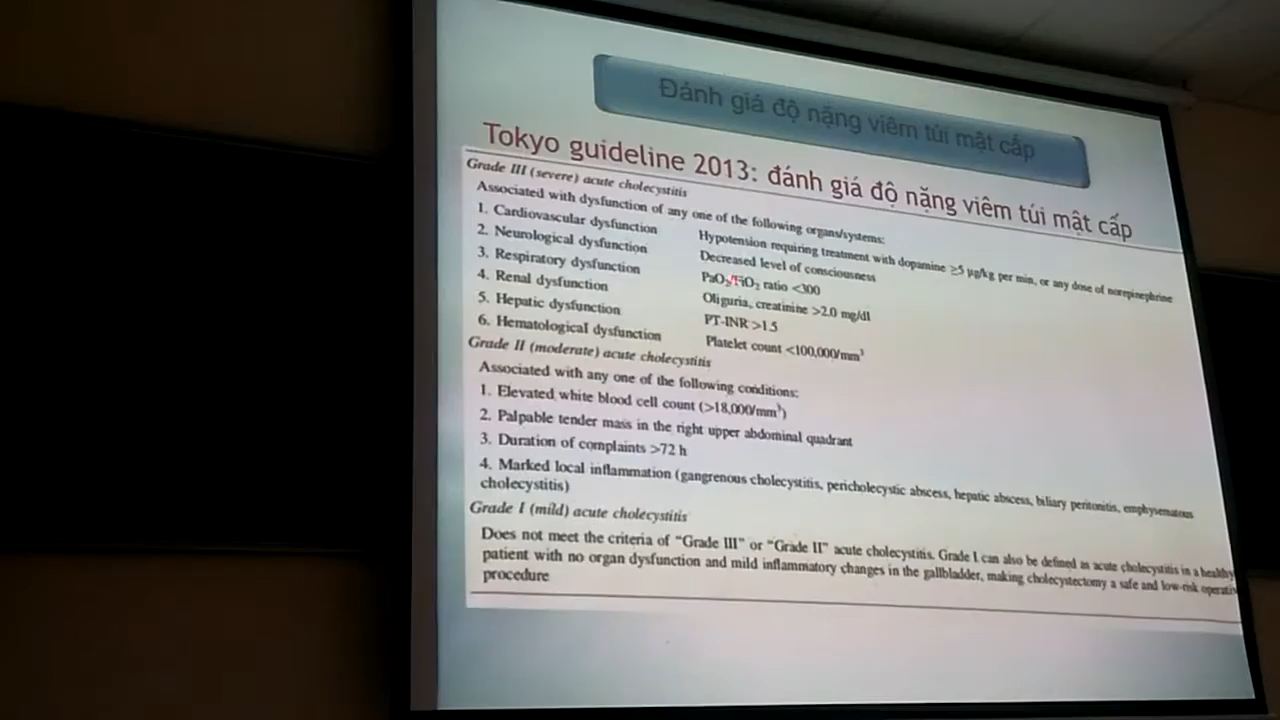 Đánh giá độ nặng viêm túi mật cấp
Tokyo guideline 2013: đánh giá độ nặng viêm túi mật cấp
Grade III (severe) acute cholecystitis
Associated with dysfunction of any one of the following organs/systems:
1. Cardiovascular dysfunction Hypotension requiring treatment with dopamine ≥5 μg/kg per min, or any dose of norepinephrine
2. Neurological dysfunction Decreased level of consciousness
3. Respiratory dysfunction PaO₂/FiO₂ ratio <300
4. Renal dysfunction Oliguria, creatinine >2.0 mg/dl
5. Hepatic dysfunction PT-INR >1.5
6. Hematological dysfunction Platelet count <100,000/mm³
Grade II (moderate) acute cholecystitis
Associated with any one of the following conditions:
1. Elevated white blood cell count (>18,000/mm³)
2. Palpable tender mass in the right upper abdominal quadrant
3. Duration of complaints >72 h
4. Marked local inflammation (gangrenous cholecystitis, pericholecystic abscess, hepatic abscess, biliary peritonitis, emphysematous
cholecystitis)
Grade I (mild) acute cholecystitis
Does not meet the criteria of “Grade III” or “Grade II” acute cholecystitis. Grade I can also be defined as acute cholecystitis in a healthy
patient with no organ dysfunction and mild inflammatory changes in the gallbladder, making cholecystectomy a safe and low-risk operativ
procedure